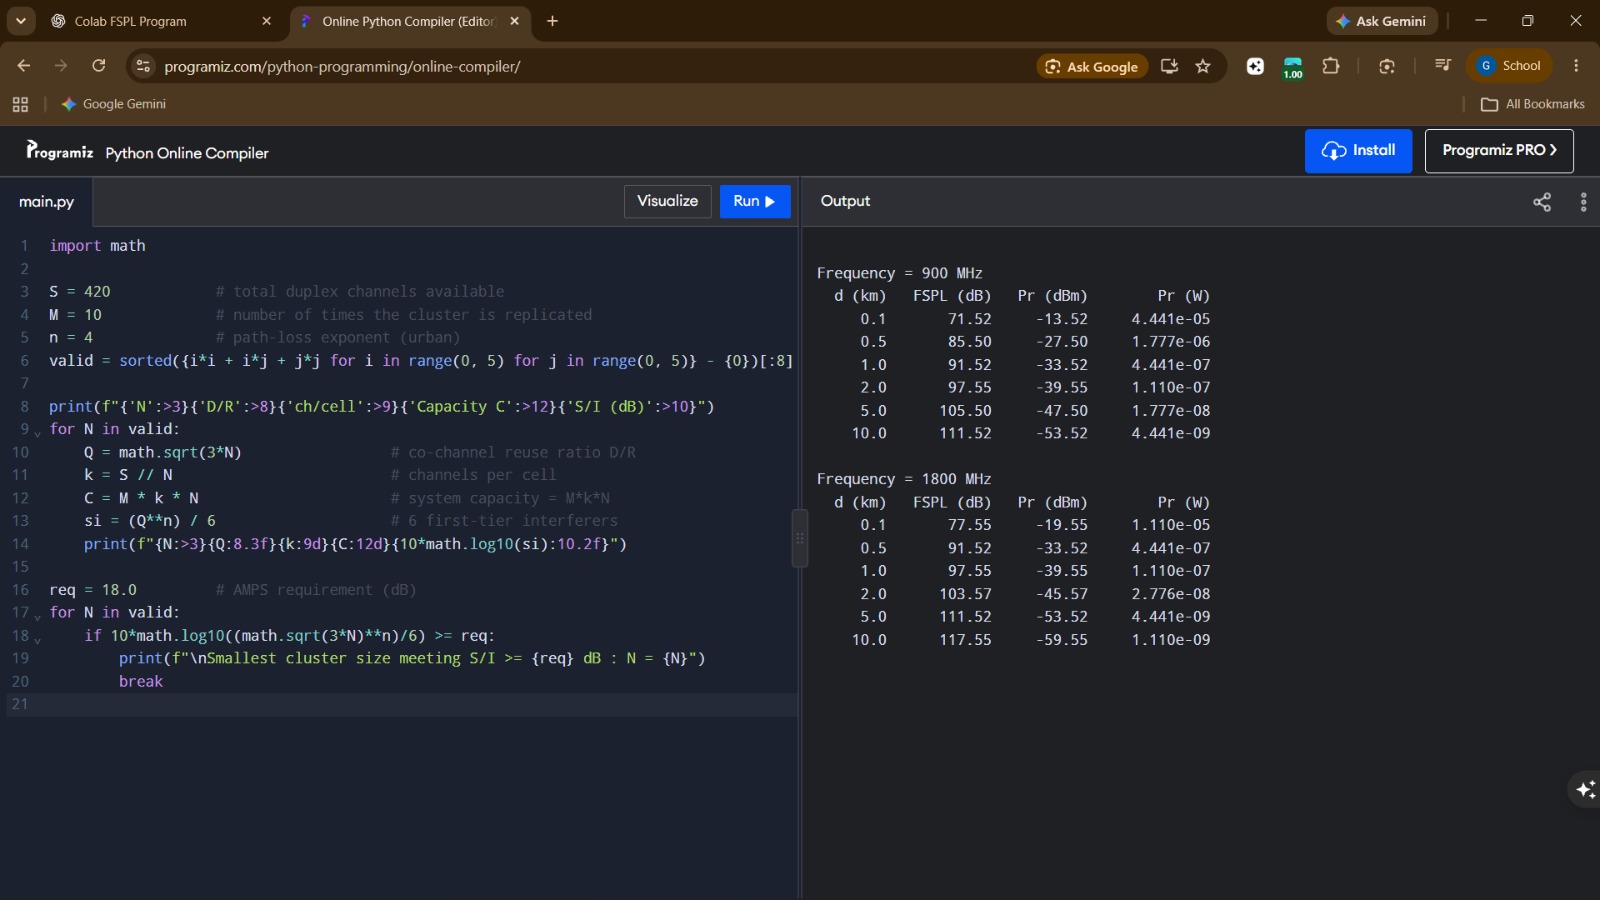 Colab FSPL Program
Online Python Compiler (Editor
Ask Gemini
programiz.com/python-programming/online-compiler/
Ask Google
1.00
G School
Google Gemini
All Bookmarks
Programiz Python Online Compiler
Install
Programiz PRO >
main.py
Visualize
Run
Output
1 import math
2
3 S = 420 # total duplex channels available
4 M = 10 # number of times the cluster is replicated
5 n = 4 # path-loss exponent (urban)
6 valid = sorted({i*i + i*j + j*j for i in range(0, 5) for j in range(0, 5)} - {0})[:8]
7
8 print(f"{'N':>3}{'D/R':>8}{'ch/cell':>9}{'Capacity C':>12}{'S/I (dB)':>10}")
9 for N in valid:
10 Q = math.sqrt(3*N) # co-channel reuse ratio D/R
11 k = S // N # channels per cell
12 C = M * k * N # system capacity = M*k*N
13 si = (Q**n) / 6 # 6 first-tier interferers
14 print(f"{N:>3}{Q:8.3f}{k:9d}{C:12d}{10*math.log10(si):10.2f}")
15
16 req = 18.0 # AMPS requirement (dB)
17 for N in valid:
18 if 10*math.log10((math.sqrt(3*N)**n)/6) >= req:
19 print(f"\nSmallest cluster size meeting S/I >= {req} dB : N = {N}")
20 break
21
Frequency = 900 MHz
d (km) FSPL (dB) Pr (dBm) Pr (W)
0.1 71.52 -13.52 4.441e-05
0.5 85.50 -27.50 1.777e-06
1.0 91.52 -33.52 4.441e-07
2.0 97.55 -39.55 1.110e-07
5.0 105.50 -47.50 1.777e-08
10.0 111.52 -53.52 4.441e-09
Frequency = 1800 MHz
d (km) FSPL (dB) Pr (dBm) Pr (W)
0.1 77.55 -19.55 1.110e-05
0.5 91.52 -33.52 4.441e-07
1.0 97.55 -39.55 1.110e-07
2.0 103.57 -45.57 2.776e-08
5.0 111.52 -53.52 4.441e-09
10.0 117.55 -59.55 1.110e-09